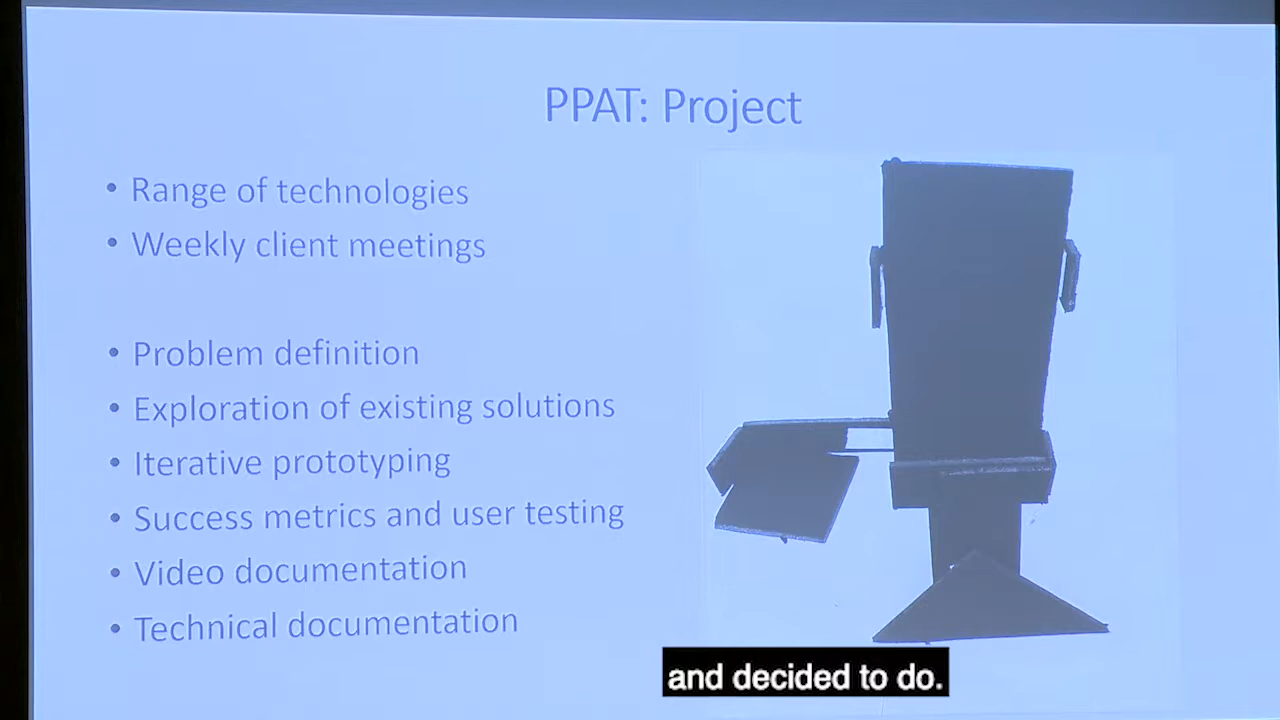 PPAT: Project
• Range of technologies
• Weekly client meetings
• Problem definition
• Exploration of existing solutions
• Iterative prototyping
• Success metrics and user testing
• Video documentation
• Technical documentation
and decided to do.